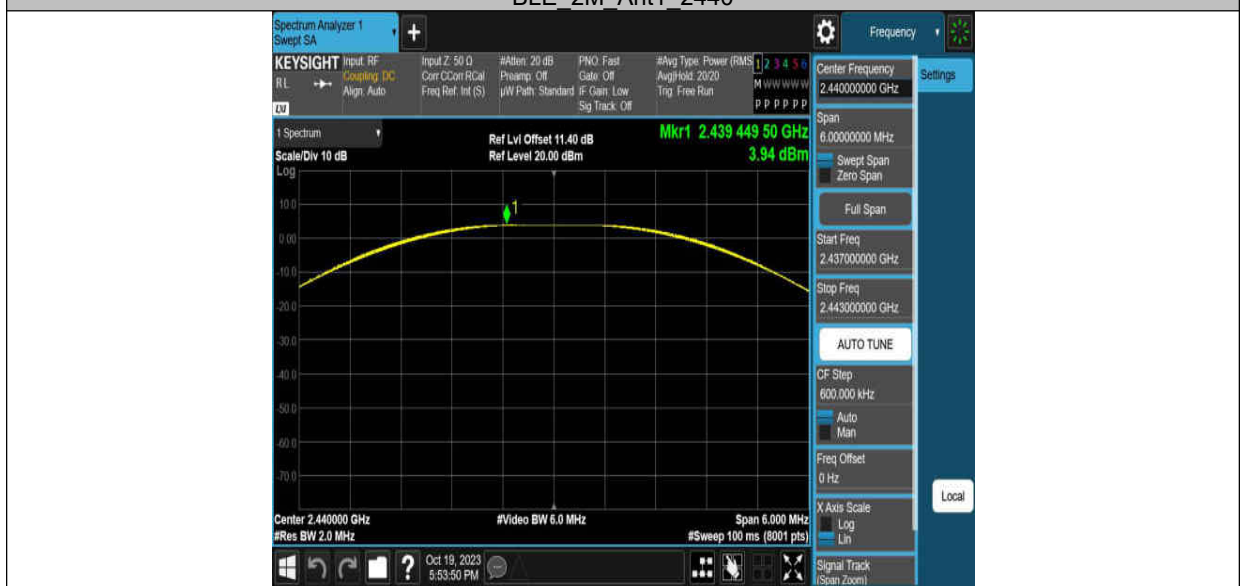 BLE_2M_Ant1_2440
Spectrum Analyzer 1
Swept SA
+
Frequency
KEYSIGHT
RL
Input: RF
Coupling: DC
Align: Auto
Input Z: 50 Ω
Corr CCorr RCal
Freq Ref: Int (S)
#Atten: 20 dB
Preamp: Off
µW Path: Standard
PNO: Fast
Gate: Off
IF Gain: Low
Sig Track: Off
#Avg Type: Power (RMS
Avg|Hold: 20/20
Trig: Free Run
1 2 3 4 5 6
M W W W W W
P P P P P P
1 Spectrum
Scale/Div 10 dB
Log
Ref Lvl Offset 11.40 dB
Ref Level 20.00 dBm
Mkr1 2.439 449 50 GHz
3.94 dBm
1
10.0
0.00
-10.0
-20.0
-30.0
-40.0
-50.0
-60.0
-70.0
Center 2.440000 GHz
#Res BW 2.0 MHz
#Video BW 6.0 MHz
Span 6.000 MHz
#Sweep 100 ms (8001 pts)
?
Oct 19, 2023
5:53:50 PM
Center Frequency
2.440000000 GHz
Settings
Span
6.00000000 MHz
Swept Span
Zero Span
Full Span
Start Freq
2.437000000 GHz
Stop Freq
2.443000000 GHz
AUTO TUNE
CF Step
600.000 kHz
Auto
Man
Freq Offset
0 Hz
X Axis Scale
Log
Lin
Local
Signal Track
(Span Zoom)